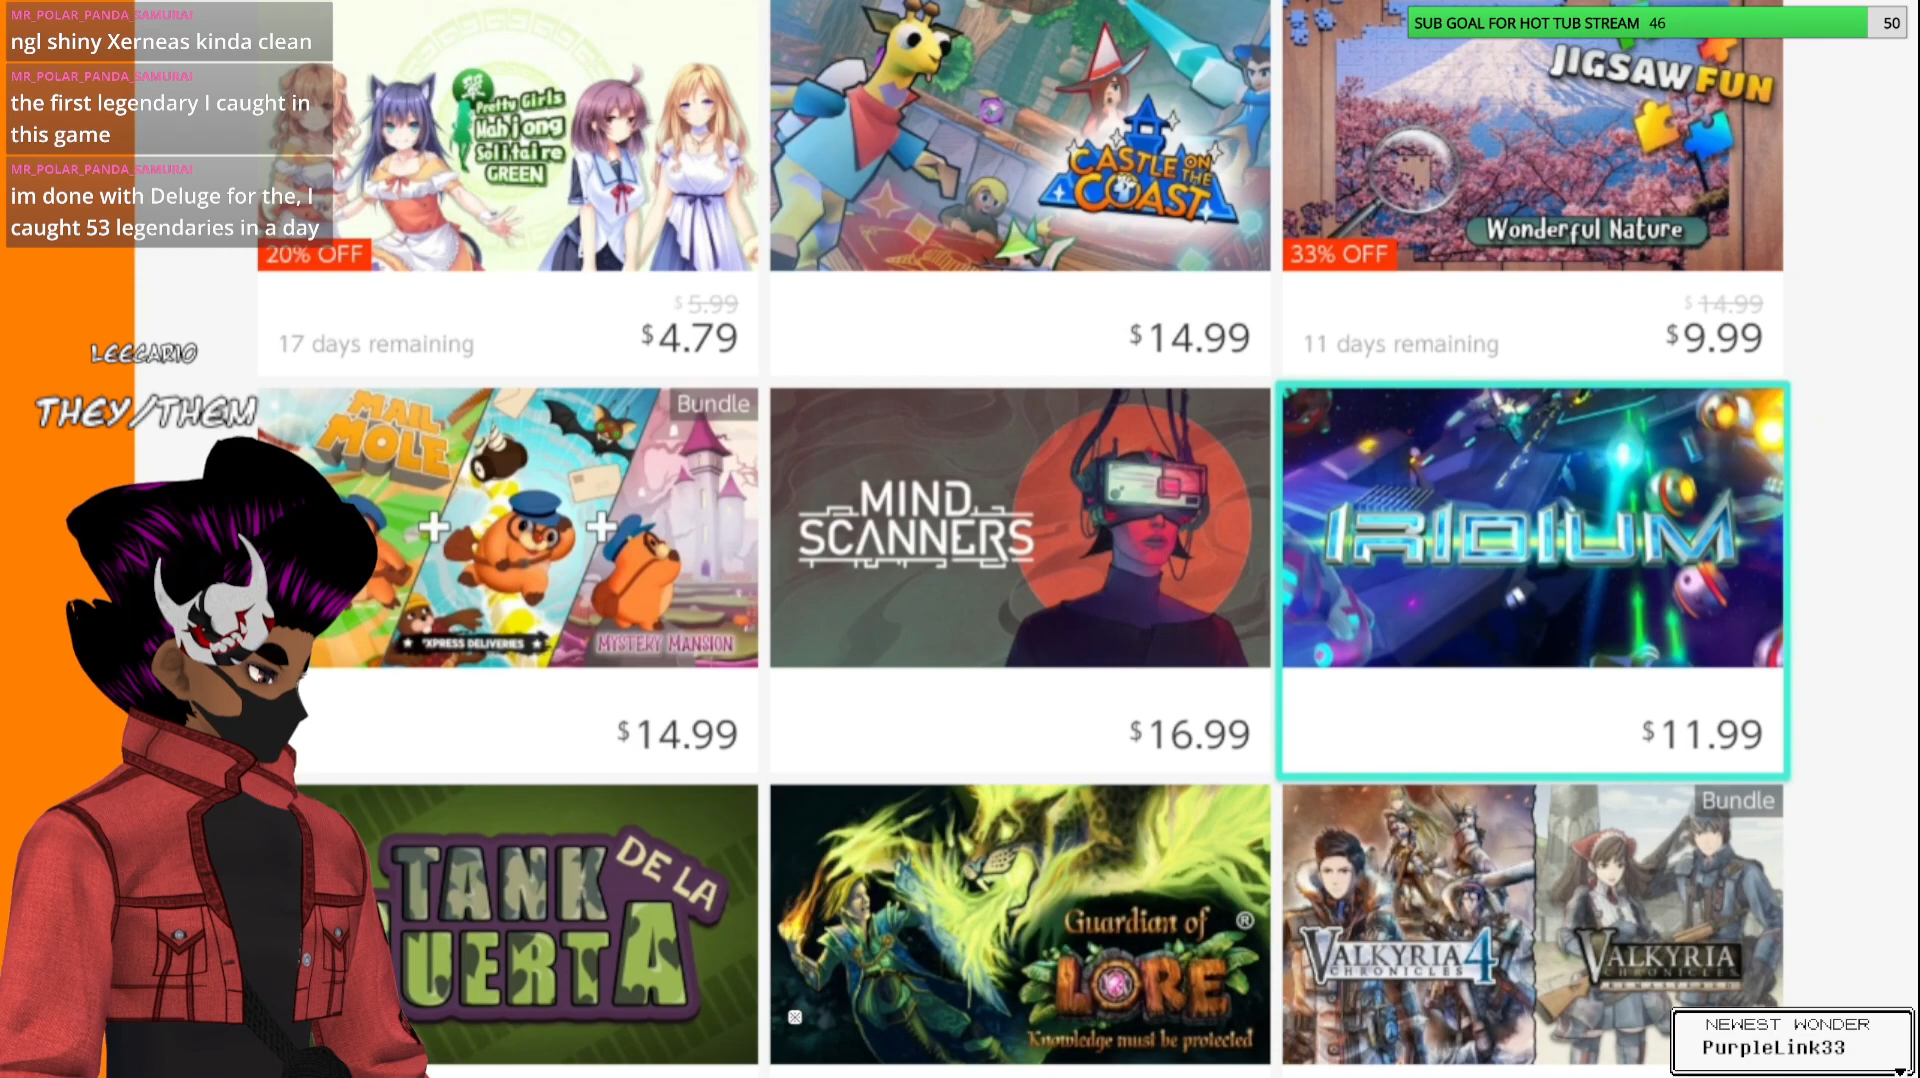 MR_POLAR_PANDA_SAMURAI
ngl shiny Xerneas kinda clean
MR_POLAR_PANDA_SAMURAI
the first legendary I caught in
this game
MR_POLAR_PANDA_SAMURAI
im done with Deluge for the, I
caught 53 legendaries in a day
SUB GOAL FOR HOT TUB STREAM 46
50
Pretty Girls
Mahjong
Solitaire
GREEN
20% OFF
$5.99
17 days remaining
$4.79
CASTLE ON THE COAST
$14.99
JIGSAW FUN
Wonderful Nature
33% OFF
$14.99
11 days remaining
$9.99
LEECARIO
THEY/THEM
Bundle
MAIL
MOLE
+
+
'XPRESS DELIVERIES
MYSTERY MANSION
$14.99
MIND
SCANNERS
$16.99
IRIDIUM
$11.99
TANK
DE LA
UERTA
Guardian of
LORE
®
Knowledge must be protected
Bundle
VALKYRIA
CHRONICLES 4
VALKYRIA
CHRONICLES
REMASTERED
NEWEST WONDER
PurpleLink33